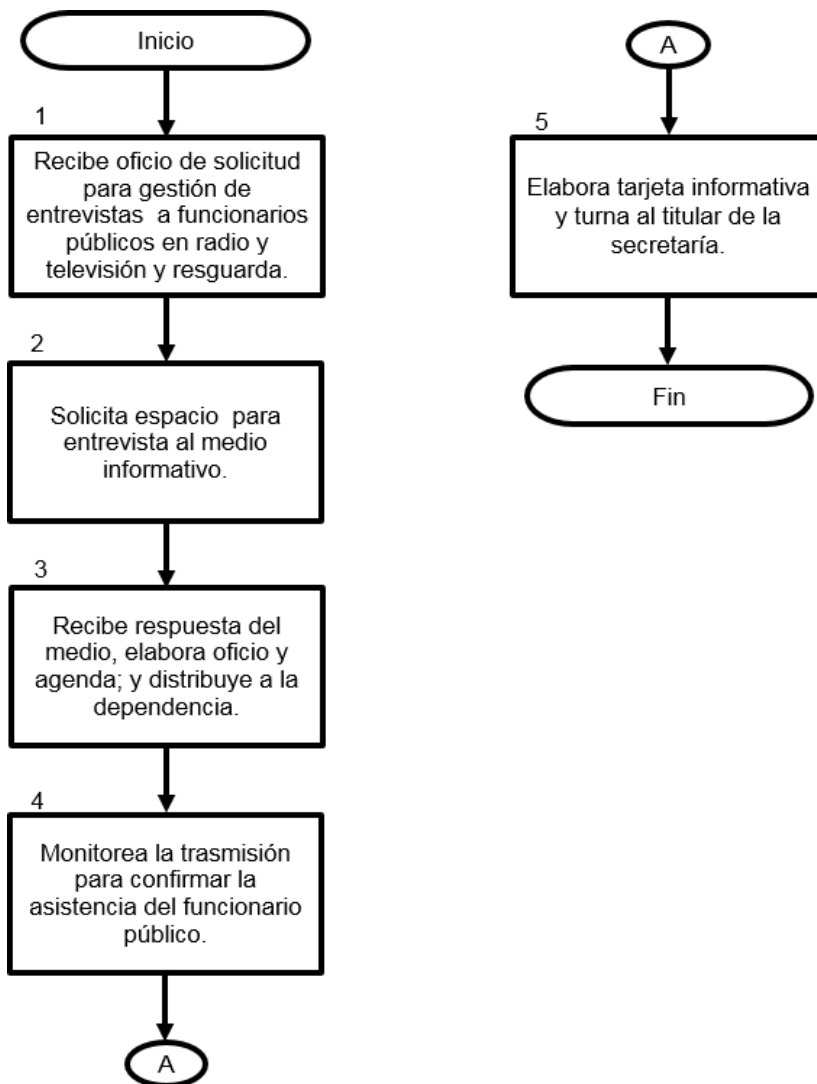 Inicio
1
Recibe oficio de solicitud
para gestión de
entrevistas a funcionarios
públicos en radio y
televisión y resguarda.
2
Solicita espacio para
entrevista al medio
informativo.
3
Recibe respuesta del
medio, elabora oficio y
agenda; y distribuye a la
dependencia.
4
Monitorea la trasmisión
para confirmar la
asistencia del funcionario
público.
A
A
5
Elabora tarjeta informativa
y turna al titular de la
secretaría.
Fin